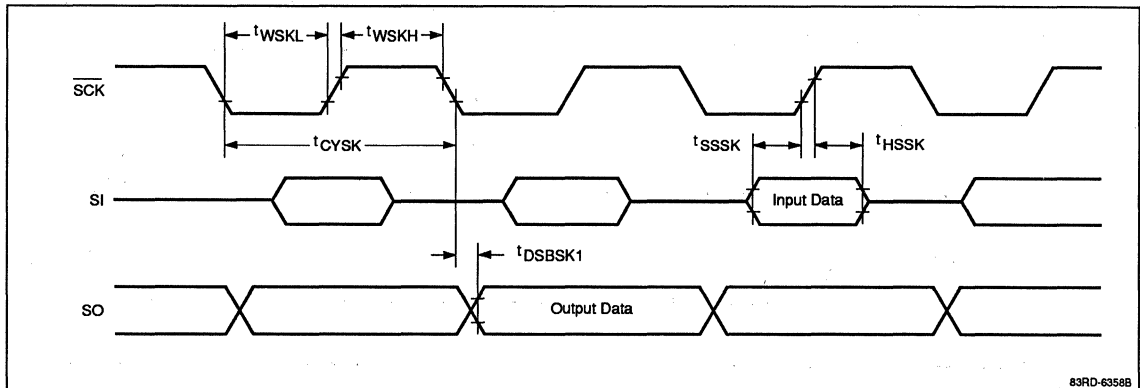 tWSKL tWSKH
SCK
tCYSK
tSSSK tHSSK
SI
Input Data
tDSBSK1
SO
Output Data
83RD-6358B